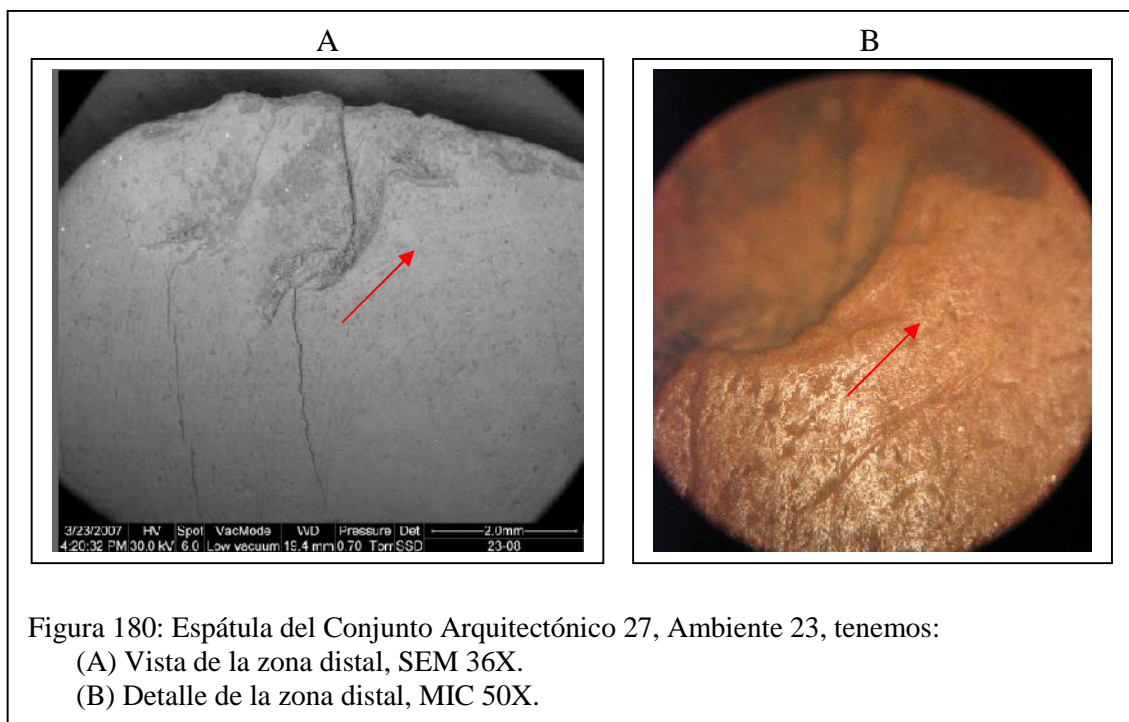 A
B
3/23/2007 HV Spot VacMode WD Pressure Det 2.0mm
4:20:32 PM 30.0 kV 6.0 Low vacuum 19.4 mm 0.70 Torr SSD 23-08
Figura 180: Espátula del Conjunto Arquitectónico 27, Ambiente 23, tenemos:
(A) Vista de la zona distal, SEM 36X.
(B) Detalle de la zona distal, MIC 50X.